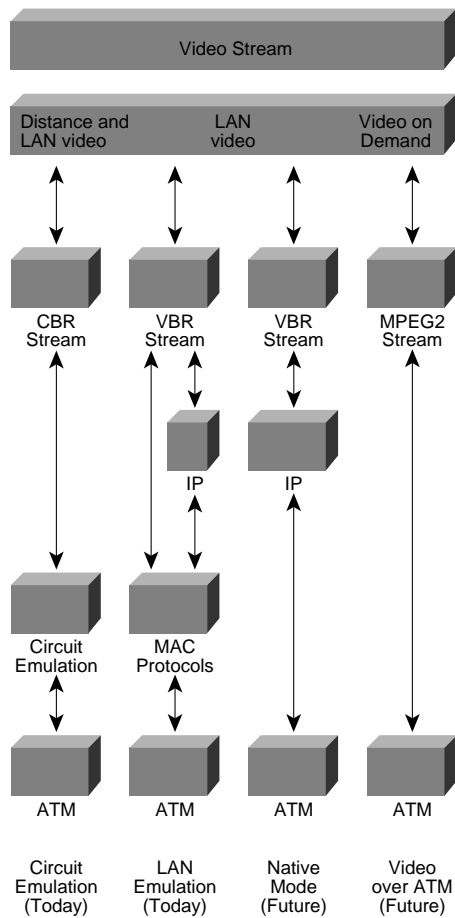 Video Stream
Distance and
LAN video
LAN
video
Video on
Demand
CBR
Stream
VBR
Stream
VBR
Stream
MPEG2
Stream
IP
IP
Circuit
Emulation
MAC
Protocols
ATM
ATM
ATM
ATM
Circuit
Emulation
(Today)
LAN
Emulation
(Today)
Native
Mode
(Future)
Video
over ATM
(Future)